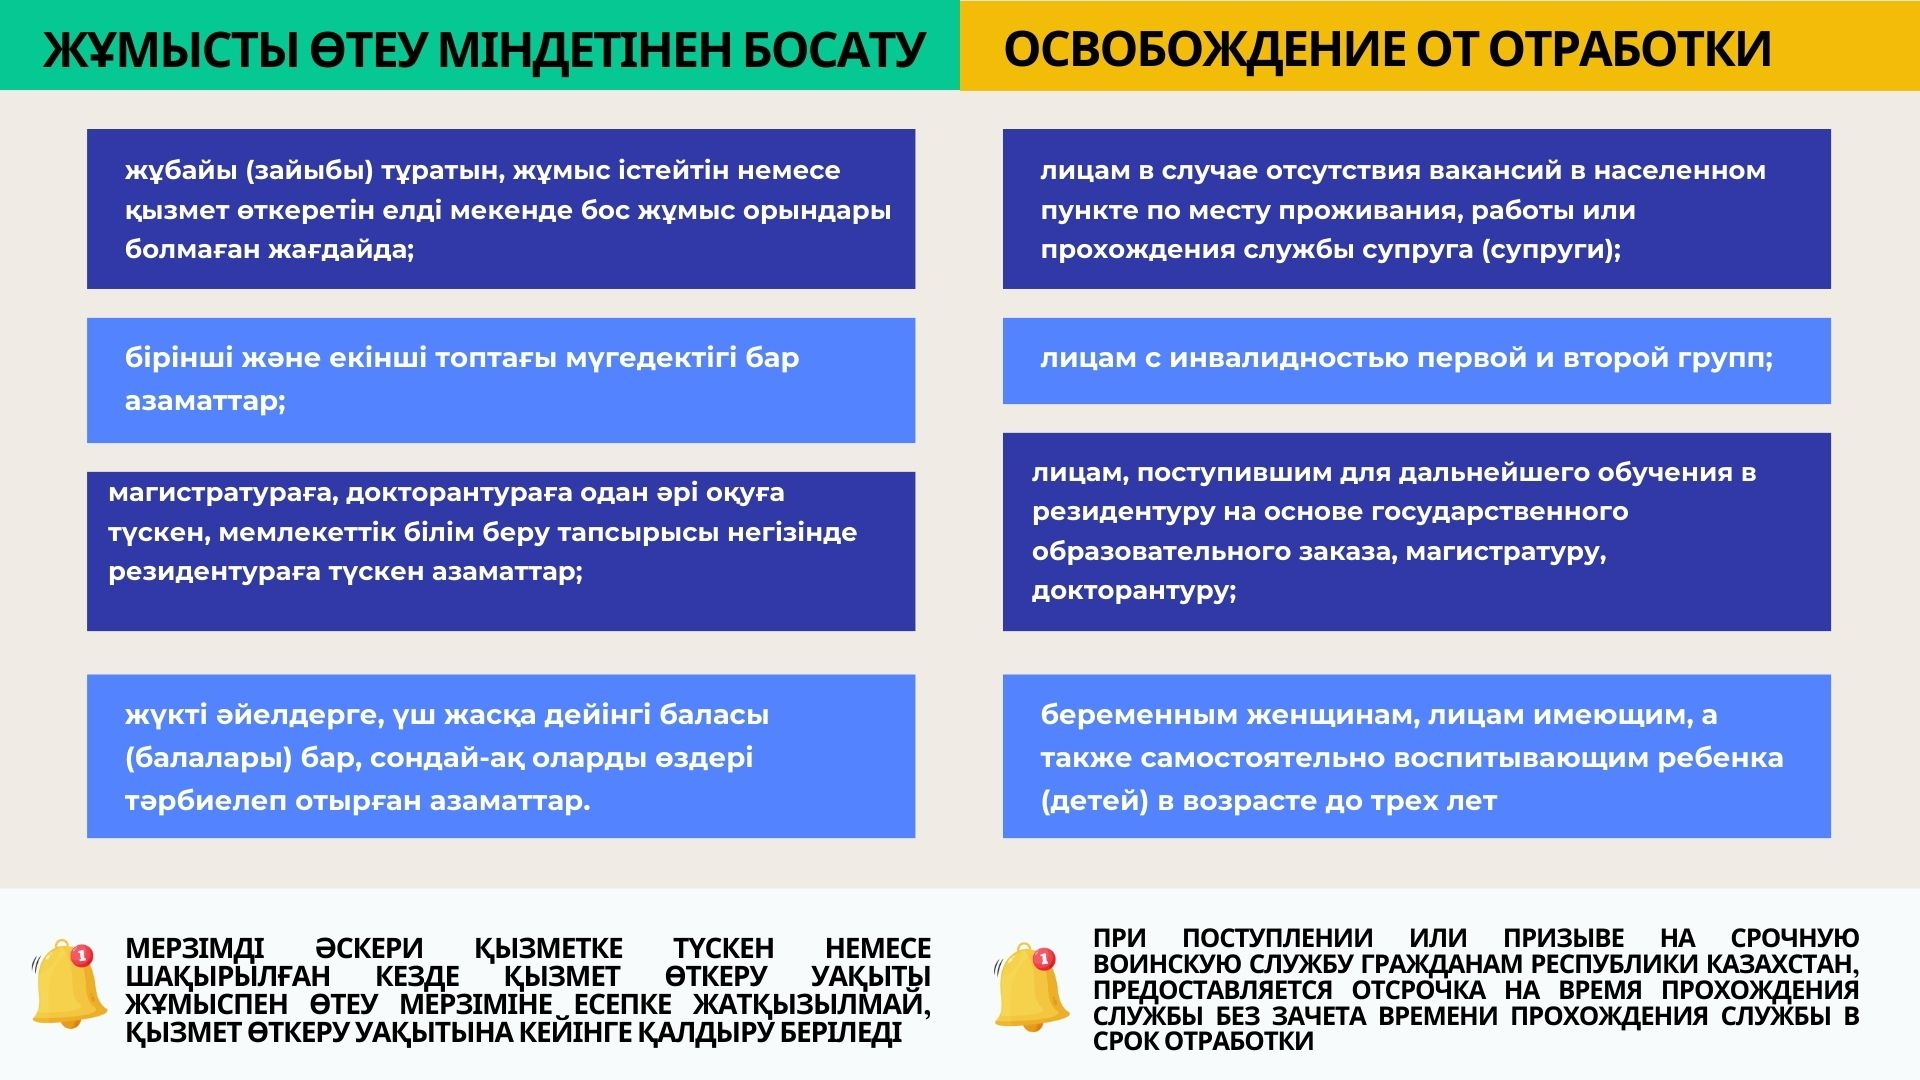 ЖҰМЫСТЫ ӨТЕУ МІНДЕТІНЕН БОСАТУ
жұбайы (зайыбы) тұратын, жұмыс істейтін немесе
қызмет өткеретін елді мекенде бос жұмыс орындары
болмаған жағдайда;
бірінші және екінші топтағы мүгедектігі бар
азаматтар;
магистратураға, докторантураға одан әрі оқуға
түскен, мемлекеттік білім беру тапсырысы негізінде
резидентураға түскен азаматтар;
жүкті әйелдерге, үш жасқа дейінгі баласы
(балалары) бар, сондай-ақ оларды өздері
тәрбиелеп отырған азаматтар.
1
МЕРЗІМДІ ӘСКЕРИ ҚЫЗМЕТКЕ ТҮСКЕН НЕМЕСЕ
ШАҚЫРЫЛҒАН КЕЗДЕ ҚЫЗМЕТ ӨТКЕРУ УАҚЫТЫ
ЖҰМЫСПЕН ӨТЕУ МЕРЗІМІНЕ ЕСЕПКЕ ЖАТҚЫЗЫЛМАЙ,
ҚЫЗМЕТ ӨТКЕРУ УАҚЫТЫНА КЕЙІНГЕ ҚАЛДЫРУ БЕРІЛЕДІ
ОСВОБОЖДЕНИЕ ОТ ОТРАБОТКИ
лицам в случае отсутствия вакансий в населенном
пункте по месту проживания, работы или
прохождения службы супруга (супруги);
лицам с инвалидностью первой и второй групп;
лицам, поступившим для дальнейшего обучения в
резидентуру на основе государственного
образовательного заказа, магистратуру,
докторантуру;
беременным женщинам, лицам имеющим, а
также самостоятельно воспитывающим ребенка
(детей) в возрасте до трех лет
1
ПРИ ПОСТУПЛЕНИИ ИЛИ ПРИЗЫВЕ НА СРОЧНУЮ
ВОИНСКУЮ СЛУЖБУ ГРАЖДАНАМ РЕСПУБЛИКИ КАЗАХСТАН,
ПРЕДОСТАВЛЯЕТСЯ ОТСРОЧКА НА ВРЕМЯ ПРОХОЖДЕНИЯ
СЛУЖБЫ БЕЗ ЗАЧЕТА ВРЕМЕНИ ПРОХОЖДЕНИЯ СЛУЖБЫ В
СРОК ОТРАБОТКИ